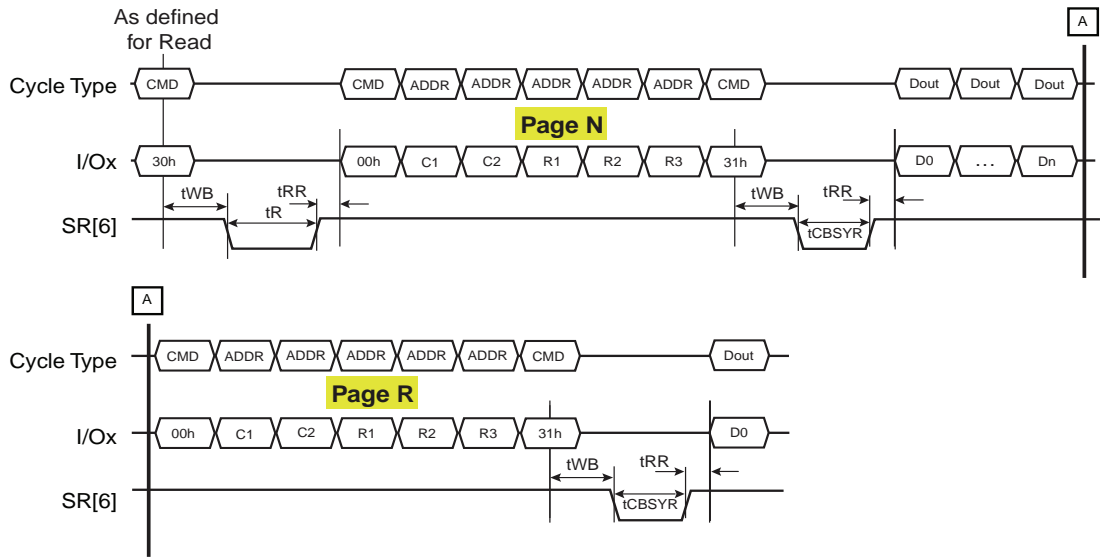 As defined
for Read
A
Cycle Type CMD CMD ADDR ADDR ADDR ADDR ADDR CMD Dout Dout Dout
Page N
I/Ox 30h 00h C1 C2 R1 R2 R3 31h D0 ... Dn
tWB tR tRR tWB tRR
SR[6] tCBSYR
A
Cycle Type CMD ADDR ADDR ADDR ADDR ADDR CMD Dout
Page R
I/Ox 00h C1 C2 R1 R2 R3 31h D0
tWB tRR
SR[6] tCBSYR